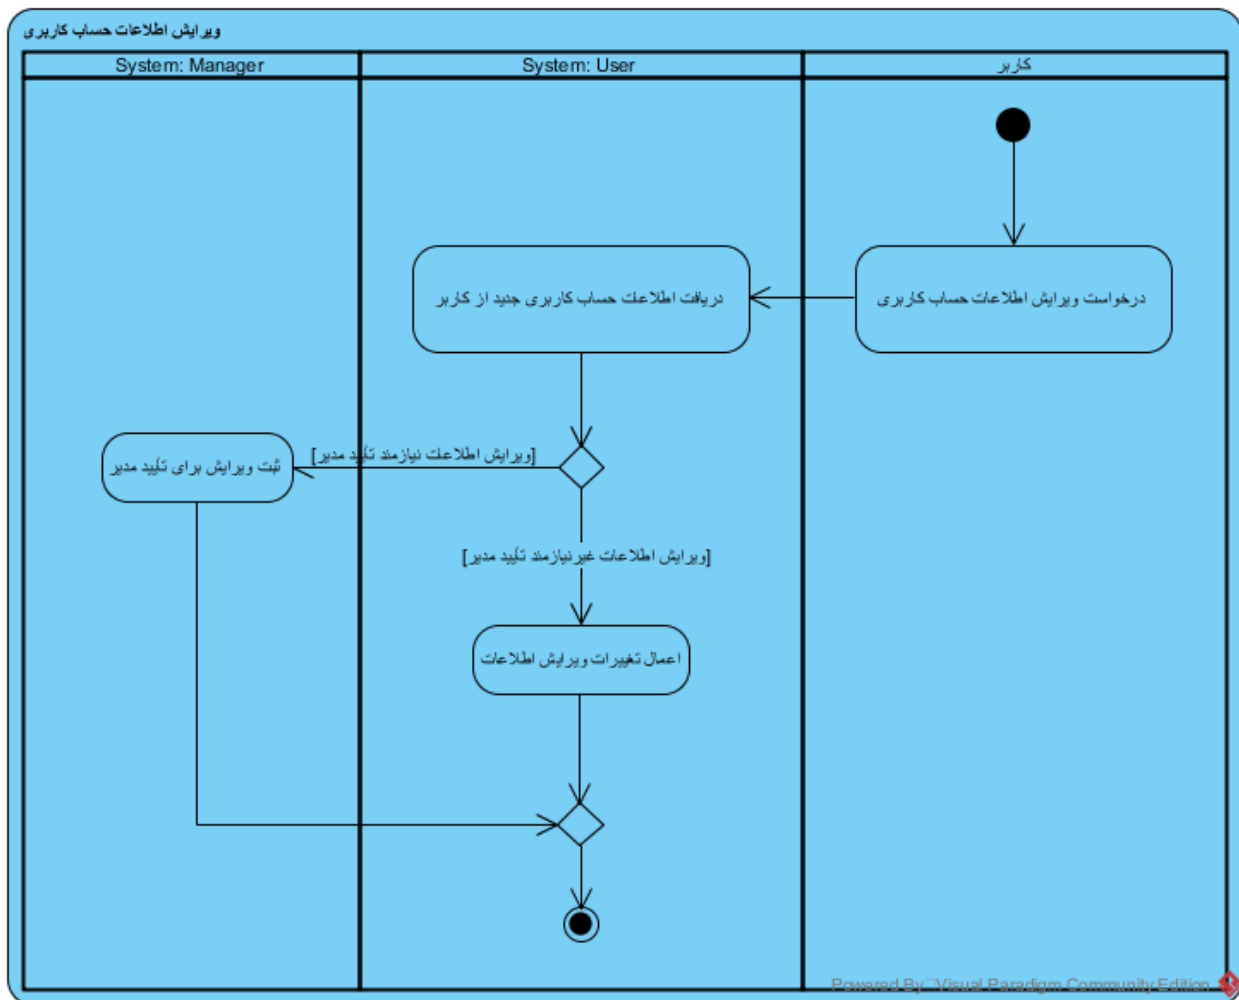 ویرایش اطلاعات حساب کاربری
کاربر
System: User
System: Manager
درخواست ویرایش اطلاعات حساب کاربری
دریافت اطلاعات حساب کاربری جدید از کاربر
[ویرایش اطلاعات نیازمند تأیید مدیر]
ثبت ویرایش برای تأیید مدیر
[ویرایش اطلاعات غیرنیازمند تأیید مدیر]
اعمال تغییرات ویرایش اطلاعات
Powered By Visual Paradigm Community Edition